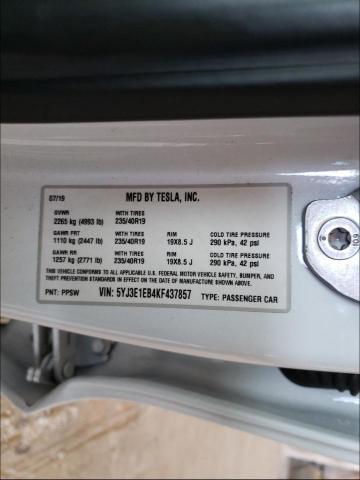 07/19 MFD BY TESLA, INC.
GVWR WITH TIRES
2265 kg (4993 lb) 235/40R19
GAWR FRT WITH TIRES RIM COLD TIRE PRESSURE
1110 kg (2447 lb) 235/40R19 19X8.5 J 290 kPa, 42 psi
GAWR RR WITH TIRES RIM COLD TIRE PRESSURE
1257 kg (2771 lb) 235/40R19 19X8.5 J 290 kPa, 42 psi
THIS VEHICLE CONFORMS TO ALL APPLICABLE U.S. FEDERAL MOTOR VEHICLE SAFETY, BUMPER, AND
THEFT PREVENTION STANDARDS IN EFFECT ON THE DATE OF MANUFACTURE SHOWN ABOVE.
PNT: PPSW VIN: 5YJ3E1EB4KF437857 TYPE: PASSENGER CAR
10.9